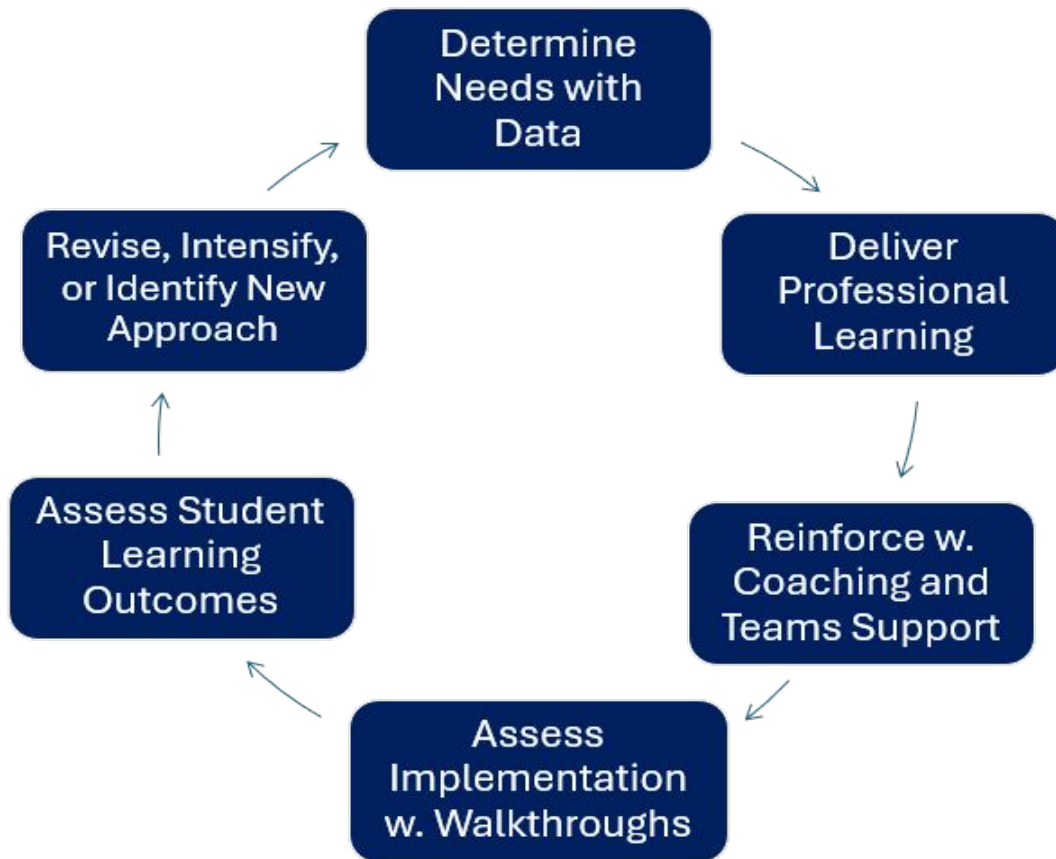 Determine
Needs with
Data
Deliver
Professional
Learning
Reinforce w.
Coaching and
Teams Support
Assess
Implementation
w. Walkthroughs
Assess Student
Learning
Outcomes
Revise, Intensify,
or Identify New
Approach